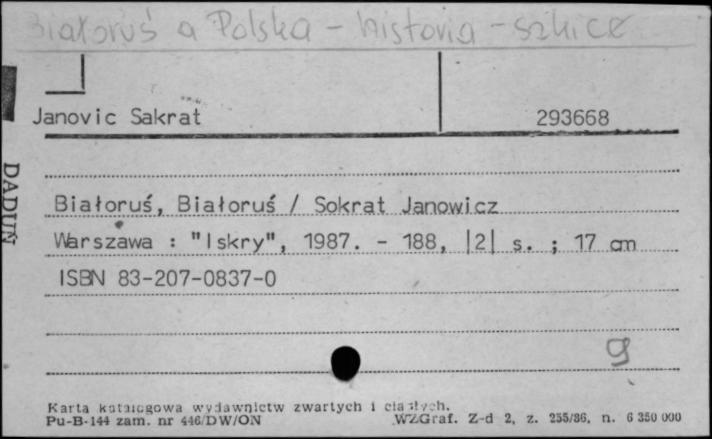 Białoruś a Polska – historia – szkice
Janovic Sakrat 293668
DADUŃ
Białoruś, Białoruś / Sokrat Janowicz
Warszawa : "Iskry", 1987. - 188, |2| s. ; 17 cm
ISBN 83-207-0837-0
g
Karta katalogowa wydawnictw zwartych i ciągłych.
Pu-B-144 zam. nr 446/DW/ON WZGraf. Z-d 2, z. 255/86, n. 6 350 000